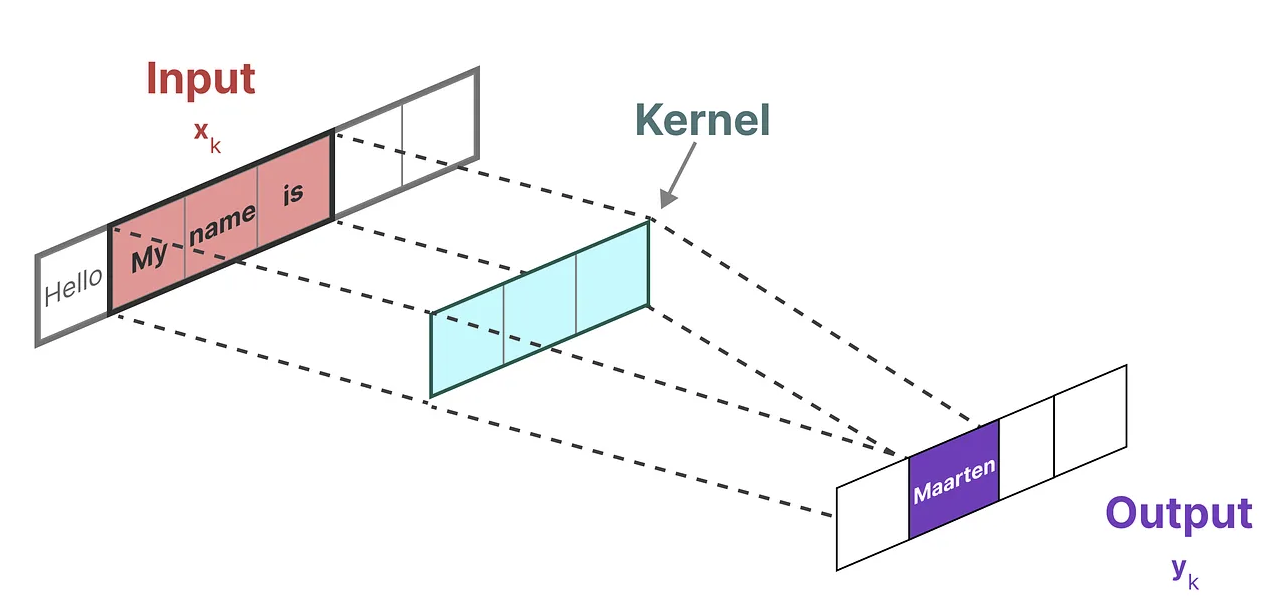 Input
x_k
Kernel
Hello My name is
Maarten
Output
y_k